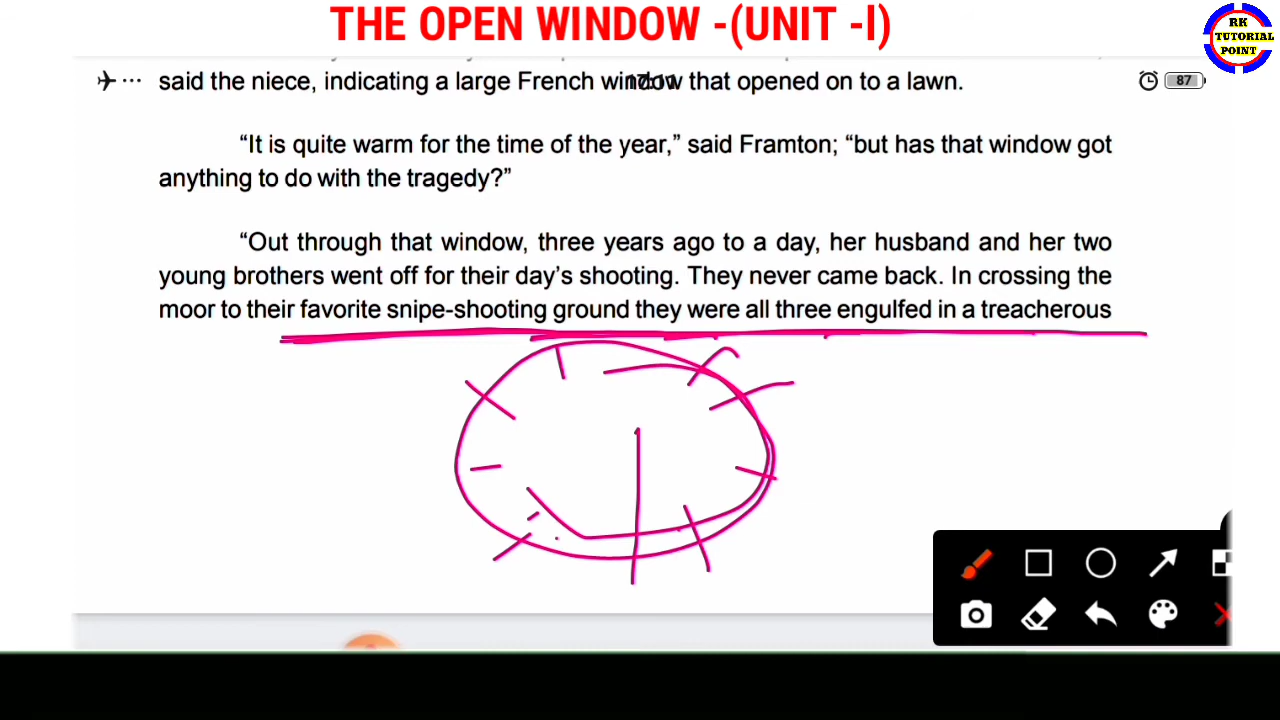 THE OPEN WINDOW -(UNIT -I)
RK
TUTORIAL
POINT
said the niece, indicating a large French window that opened on to a lawn.
87
“It is quite warm for the time of the year,” said Framton; “but has that window got
anything to do with the tragedy?”
“Out through that window, three years ago to a day, her husband and her two
young brothers went off for their day’s shooting. They never came back. In crossing the
moor to their favorite snipe-shooting ground they were all three engulfed in a treacherous